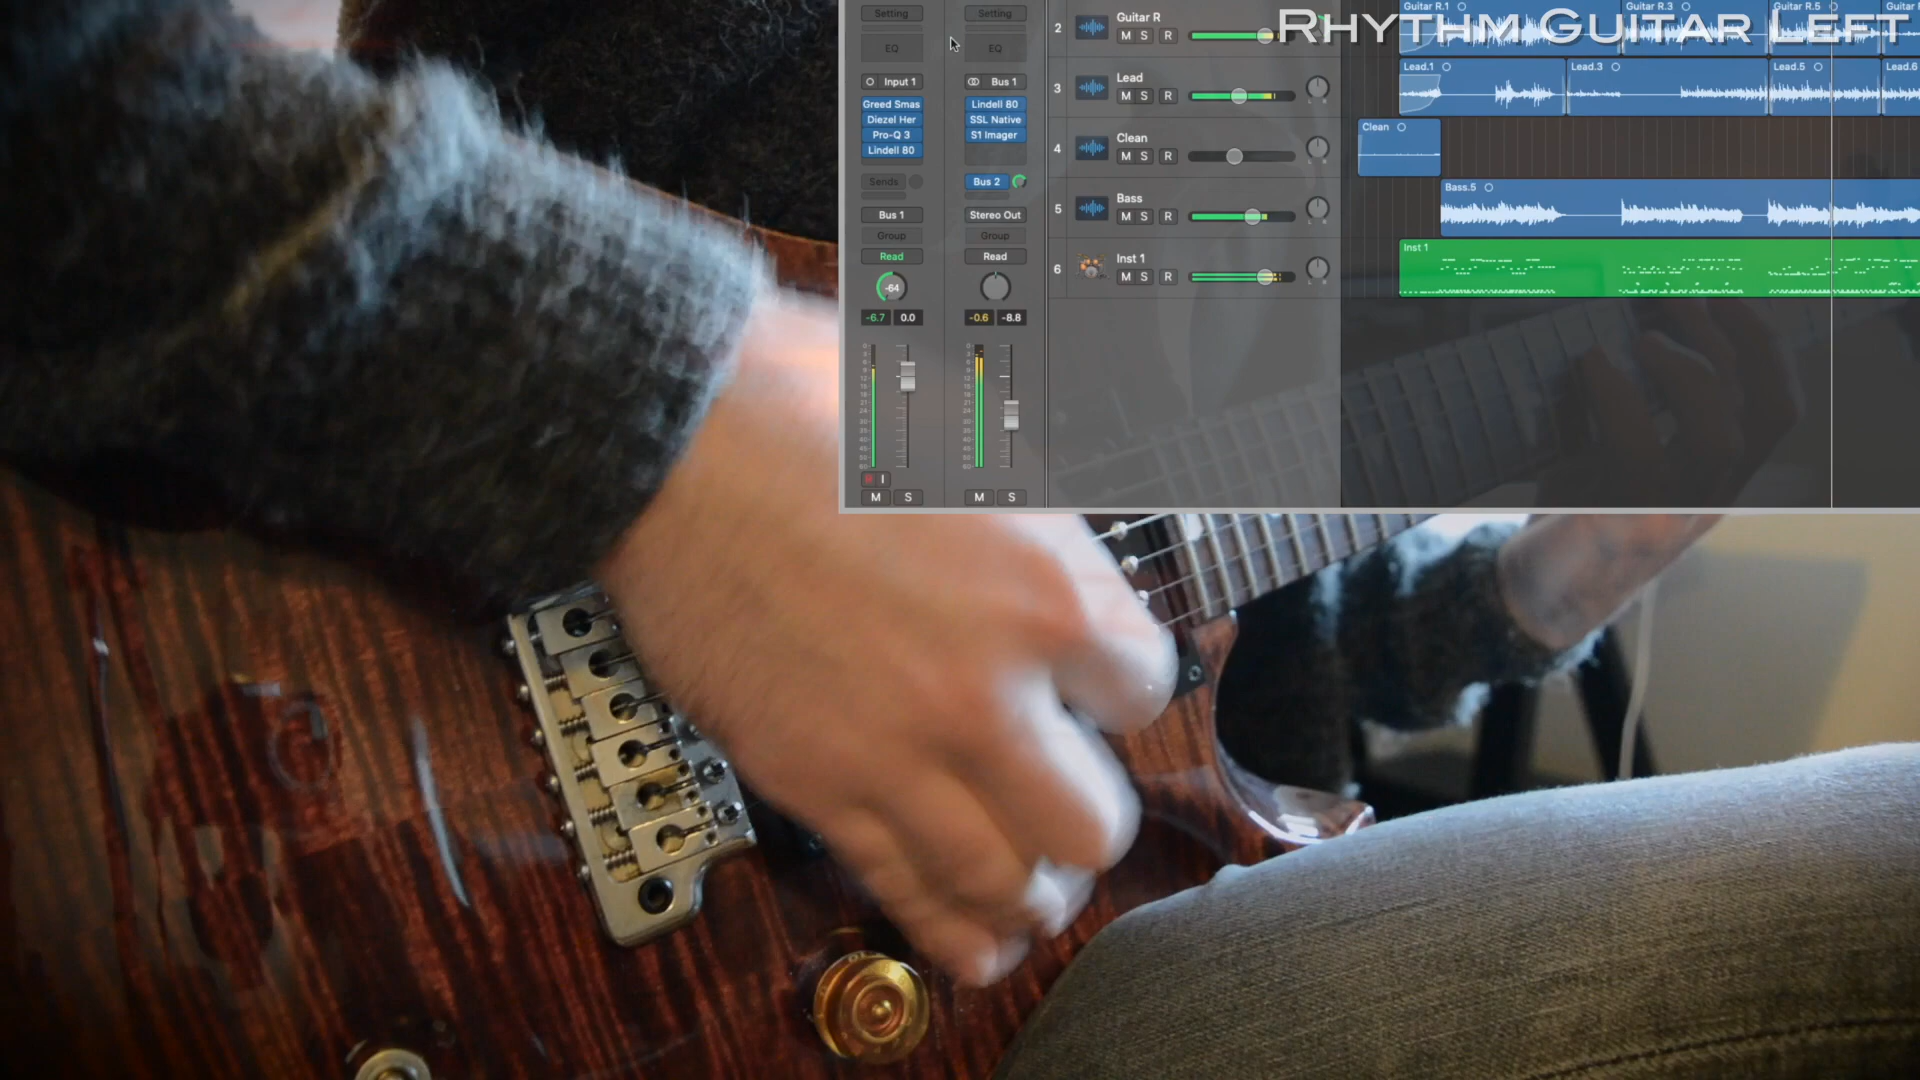 RHYTHM GUITAR LEFT
Setting
Setting
EQ
EQ
Input 1
Bus 1
Greed Smas
Lindell 80
Diezel Her
SSL Native
Pro-Q 3
S1 Imager
Lindell 80
Sends
Bus 2
Bus 1
Stereo Out
Group
Group
Read
Read
-64
-6.7
0.0
-0.6
-8.8
I
M
S
M
S
2
Guitar R
M S R
Guitar R.1
Guitar R.3
Guitar R.5
3
Lead
M S R
Lead.1
Lead.3
Lead.5
Lead.6
4
Clean
M S R
Clean
5
Bass
M S R
Bass.5
6
Inst 1
M S R
Inst 1